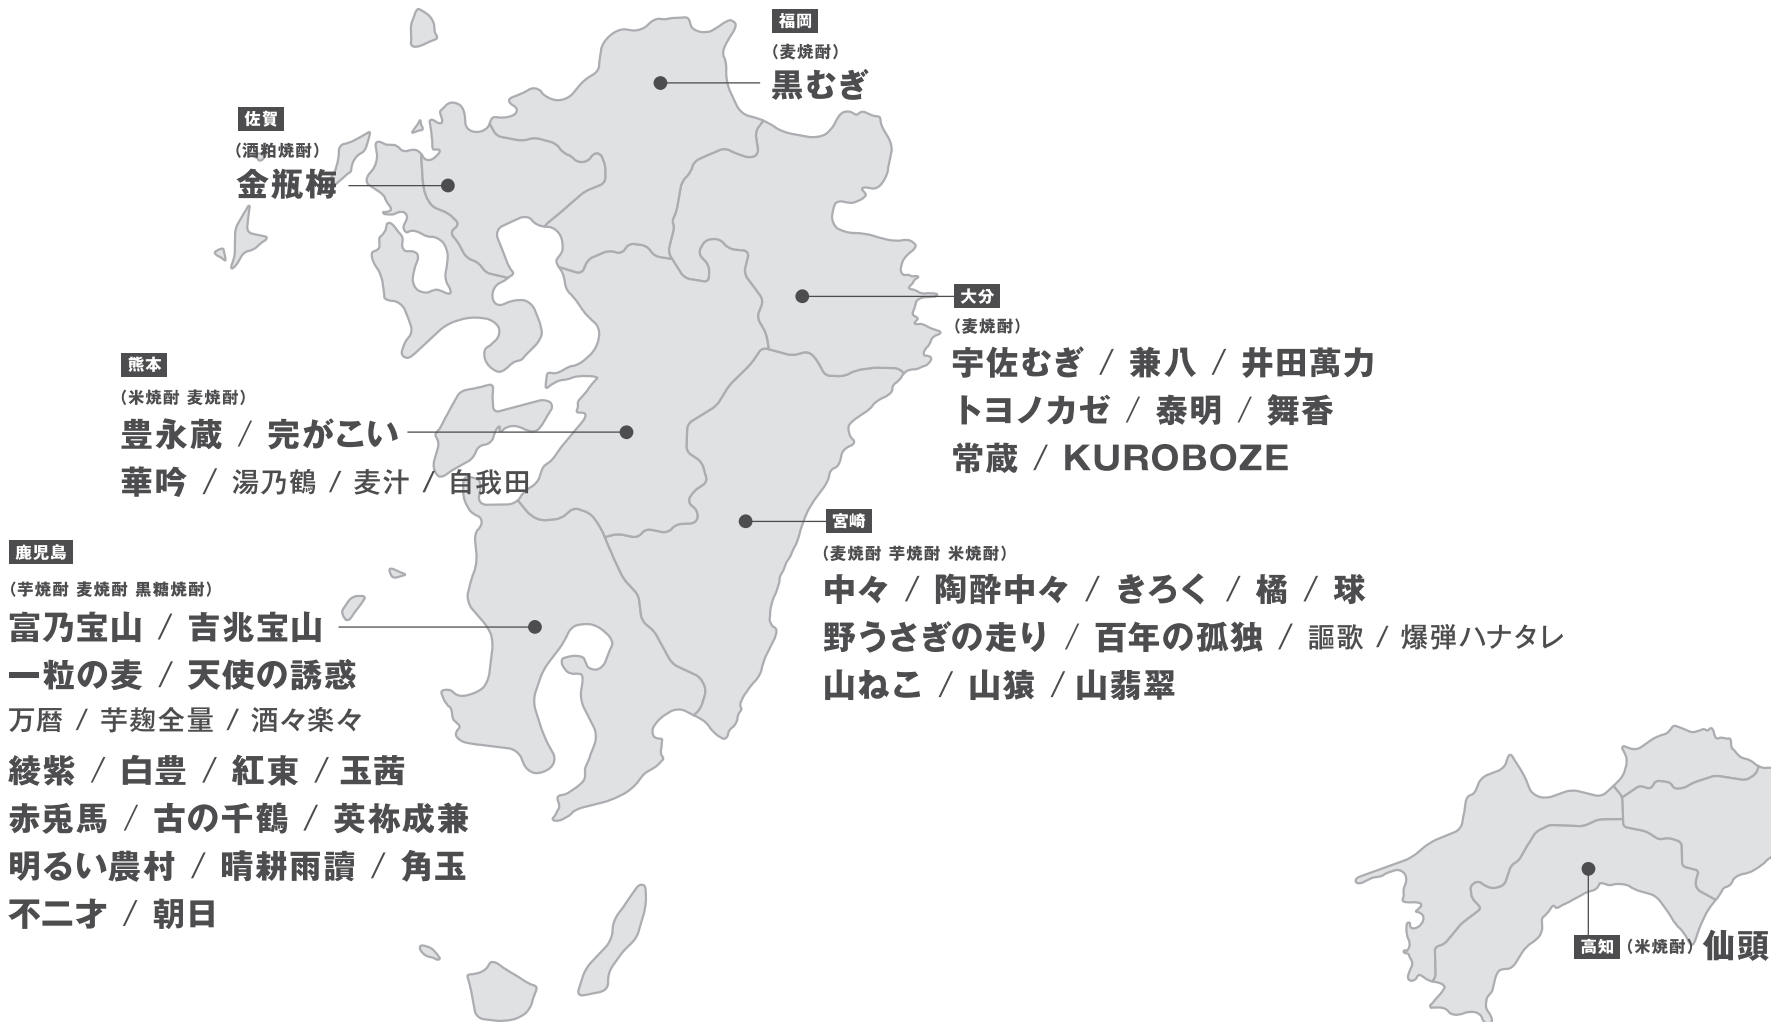 福岡
（麦焼酎）
黒むぎ
佐賀
（酒粕焼酎）
金瓶梅
大分
（麦焼酎）
宇佐むぎ / 兼八 / 井田萬力
トヨノカゼ / 泰明 / 舞香
常蔵 / KUROBOZE
熊本
（米焼酎 麦焼酎）
豊永蔵 / 完がこい
華吟 / 湯乃鶴 / 麦汁 / 自我田
宮崎
（麦焼酎 芋焼酎 米焼酎）
中々 / 陶酔中々 / きろく / 橘 / 球
野うさぎの走り / 百年の孤独 / 謳歌 / 爆弾ハナタレ
山ねこ / 山猿 / 山翡翠
鹿児島
（芋焼酎 麦焼酎 黒糖焼酎）
富乃宝山 / 吉兆宝山
一粒の麦 / 天使の誘惑
万暦 / 芋麹全量 / 酒々楽々
綾紫 / 白豊 / 紅東 / 玉茜
赤兎馬 / 古の千鶴 / 英祢成兼
明るい農村 / 晴耕雨讀 / 角玉
不二才 / 朝日
高知 （米焼酎） 仙頭